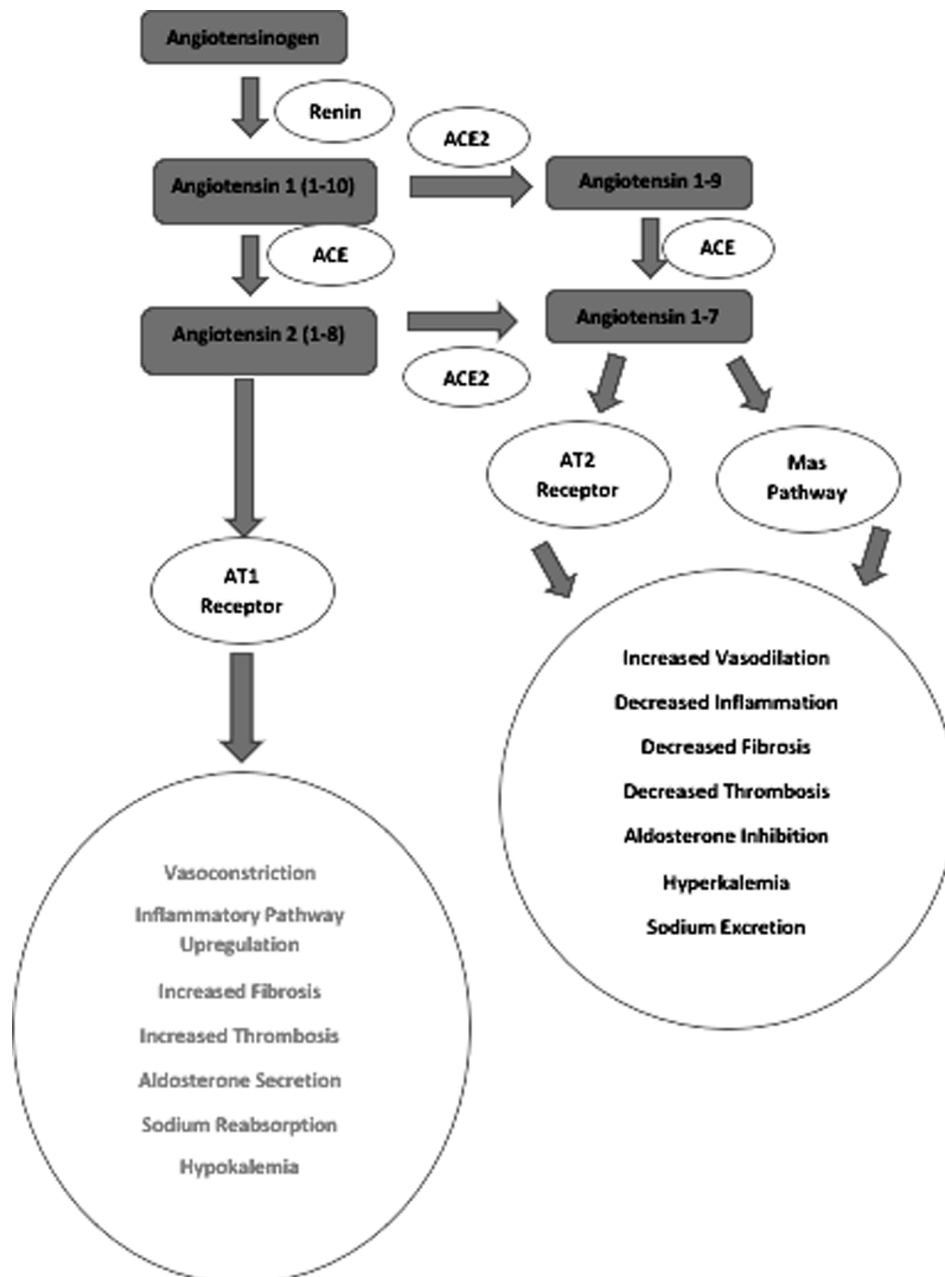 Angiotensinogen
Renin
ACE2
Angiotensin 1 (1-10)
Angiotensin 1-9
ACE
ACE
Angiotensin 2 (1-8)
Angiotensin 1-7
ACE2
AT2
Receptor
Mas
Pathway
AT1
Receptor
Increased Vasodilation
Decreased Inflammation
Decreased Fibrosis
Decreased Thrombosis
Aldosterone Inhibition
Hyperkalemia
Sodium Excretion
Vasoconstriction
Inflammatory Pathway
Upregulation
Increased Fibrosis
Increased Thrombosis
Aldosterone Secretion
Sodium Reabsorption
Hypokalemia